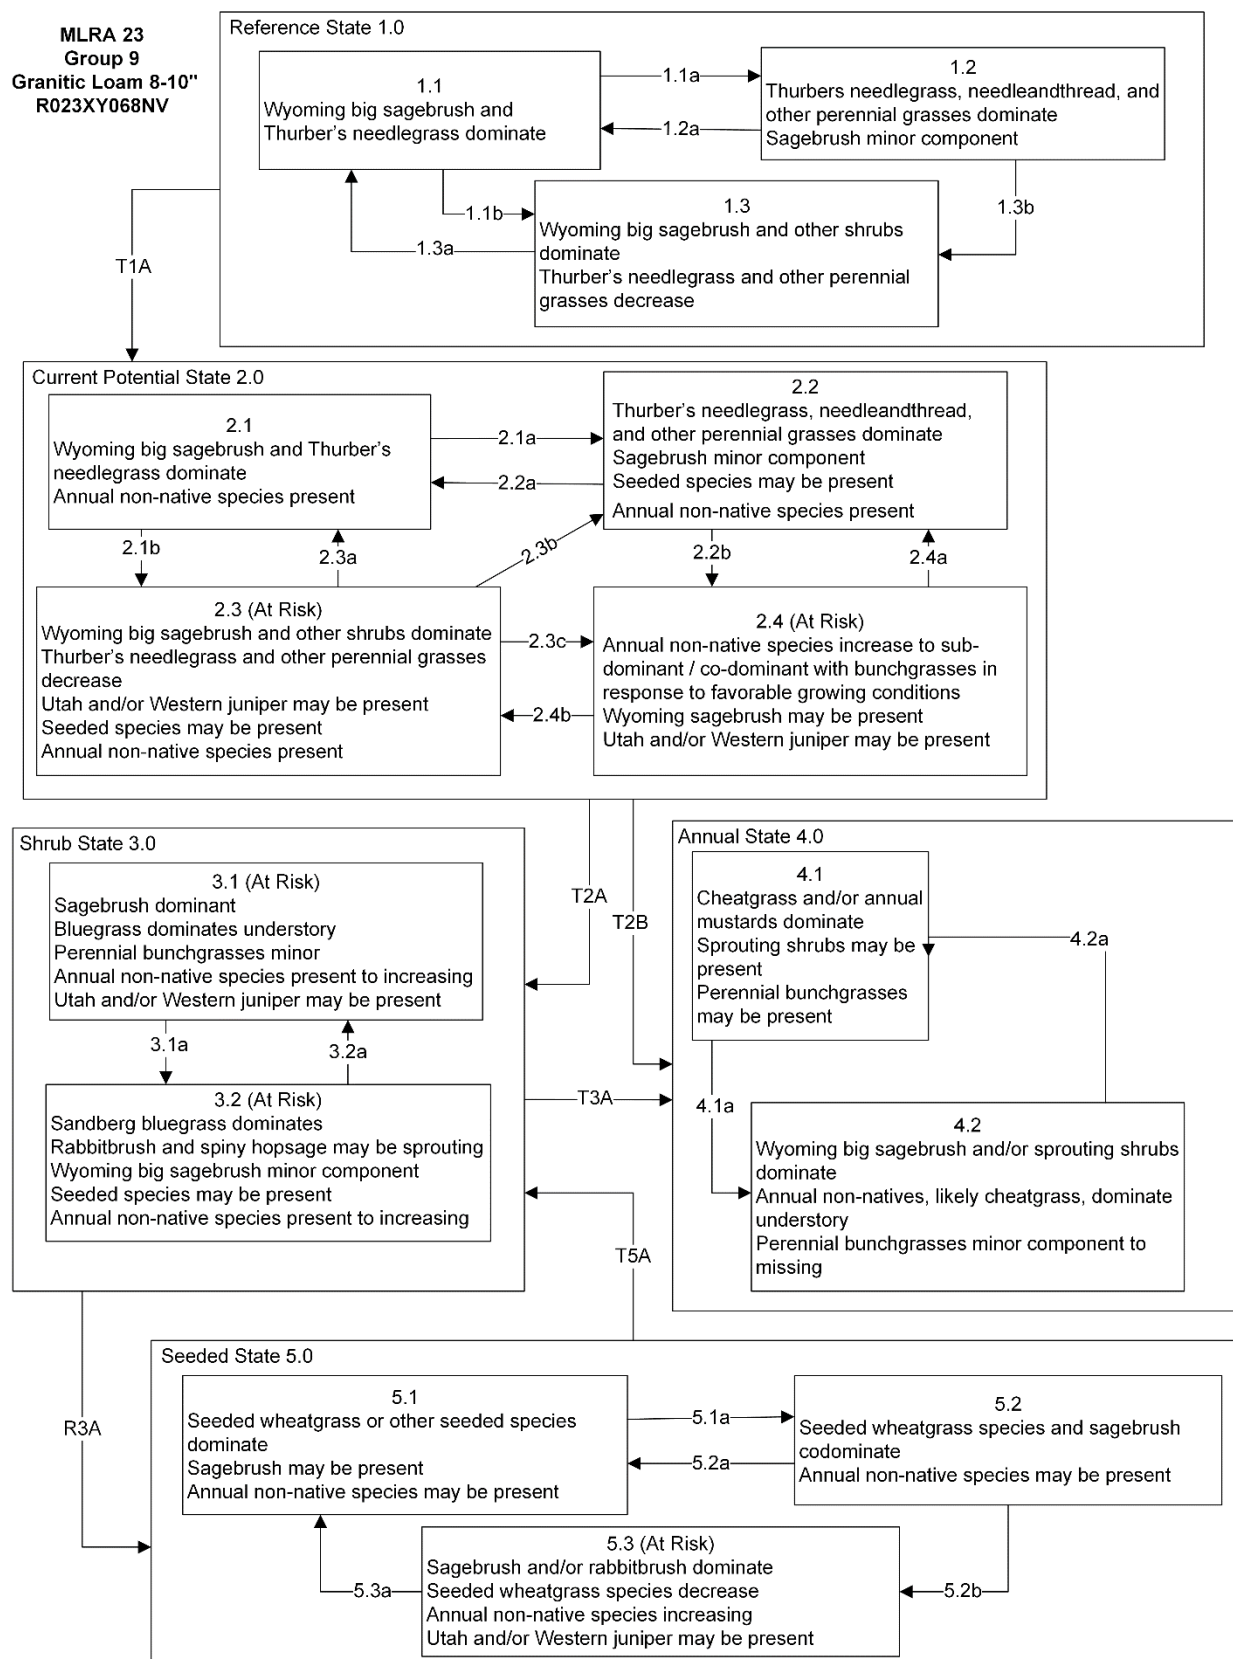 MLRA 23
Group 9
Granitic Loam 8-10"
R023XY068NV
Reference State 1.0
1.1
Wyoming big sagebrush and
Thurber's needlegrass dominate
1.1a
1.2a
1.2
Thurbers needlegrass, needleandthread, and
other perennial grasses dominate
Sagebrush minor component
1.1b
1.3a
1.3
Wyoming big sagebrush and other shrubs
dominate
Thurber's needlegrass and other perennial
grasses decrease
1.3b
T1A
Current Potential State 2.0
2.1
Wyoming big sagebrush and Thurber's
needlegrass dominate
Annual non-native species present
2.1a
2.2a
2.2
Thurber's needlegrass, needleandthread,
and other perennial grasses dominate
Sagebrush minor component
Seeded species may be present
Annual non-native species present
2.1b
2.3a
2.3b
2.2b
2.4a
2.3 (At Risk)
Wyoming big sagebrush and other shrubs dominate
Thurber's needlegrass and other perennial grasses
decrease
Utah and/or Western juniper may be present
Seeded species may be present
Annual non-native species present
2.3c
2.4b
2.4 (At Risk)
Annual non-native species increase to sub-
dominant / co-dominant with bunchgrasses in
response to favorable growing conditions
Wyoming sagebrush may be present
Utah and/or Western juniper may be present
Shrub State 3.0
3.1 (At Risk)
Sagebrush dominant
Bluegrass dominates understory
Perennial bunchgrasses minor
Annual non-native species present to increasing
Utah and/or Western juniper may be present
3.1a
3.2a
3.2 (At Risk)
Sandberg bluegrass dominates
Rabbitbrush and spiny hopsage may be sprouting
Wyoming big sagebrush minor component
Seeded species may be present
Annual non-native species present to increasing
T2A
T2B
T3A
T5A
Annual State 4.0
4.1
Cheatgrass and/or annual
mustards dominate
Sprouting shrubs may be
present
Perennial bunchgrasses
may be present
4.2a
4.1a
4.2
Wyoming big sagebrush and/or sprouting shrubs
dominate
Annual non-natives, likely cheatgrass, dominate
understory
Perennial bunchgrasses minor component to
missing
R3A
Seeded State 5.0
5.1
Seeded wheatgrass or other seeded species
dominate
Sagebrush may be present
Annual non-native species may be present
5.1a
5.2a
5.2
Seeded wheatgrass species and sagebrush
codominate
Annual non-native species may be present
5.3a
5.3 (At Risk)
Sagebrush and/or rabbitbrush dominate
Seeded wheatgrass species decrease
Annual non-native species increasing
Utah and/or Western juniper may be present
5.2b